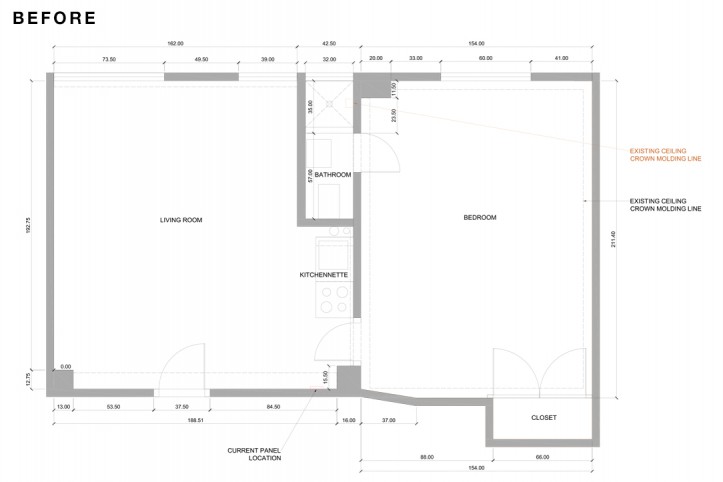 BEFORE
162.00
42.50
154.00
73.50
49.50
39.00
32.00
20.00
33.00
60.00
41.00
11.50
35.00
23.50
EXISTING CEILING
CROWN MOLDING LINE
57.00
BATHROOM
EXISTING CEILING
CROWN MOLDING LINE
LIVING ROOM
BEDROOM
192.75
211.40
KITCHENNETTE
0.00
12.75
15.50
13.00
53.50
37.50
84.50
188.51
16.00
37.00
CLOSET
CURRENT PANEL
LOCATION
88.00
66.00
154.00